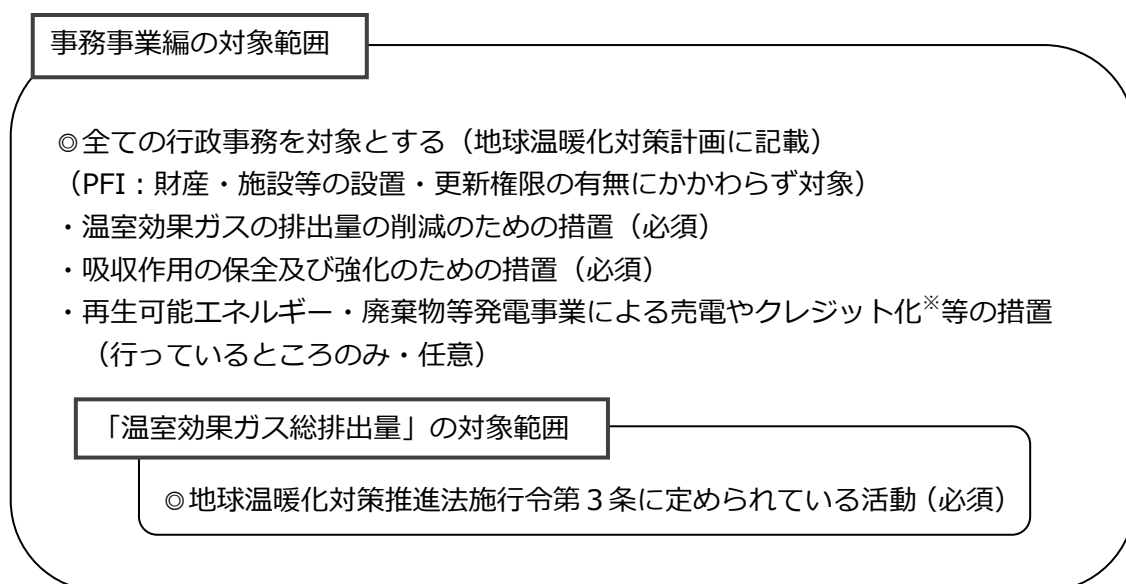 事務事業編の対象範囲
◎全ての行政事務を対象とする（地球温暖化対策計画に記載）
（PFI：財産・施設等の設置・更新権限の有無にかかわらず対象）
・温室効果ガスの排出量の削減のための措置（必須）
・吸収作用の保全及び強化のための措置（必須）
・再生可能エネルギー・廃棄物等発電事業による売電やクレジット化※等の措置
（行っているところのみ・任意）
「温室効果ガス総排出量」の対象範囲
◎地球温暖化対策推進法施行令第３条に定められている活動（必須）